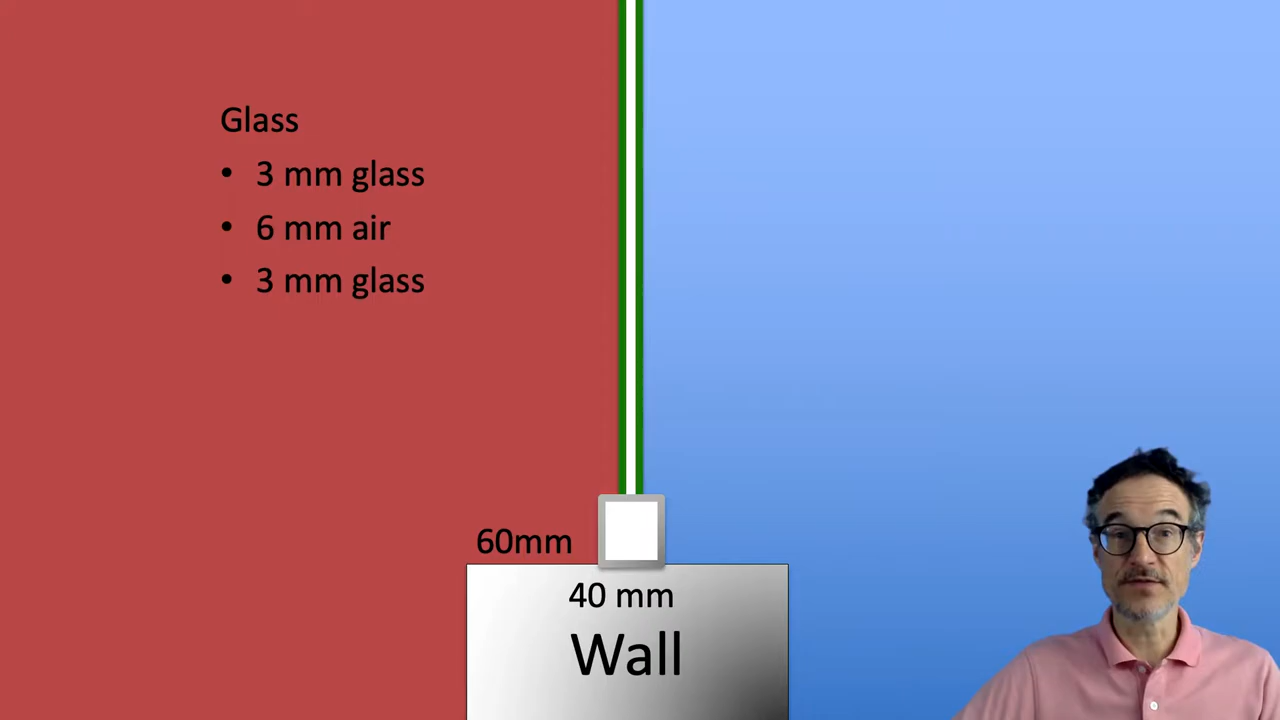 Glass
• 3 mm glass
• 6 mm air
• 3 mm glass
60mm
40 mm
Wall